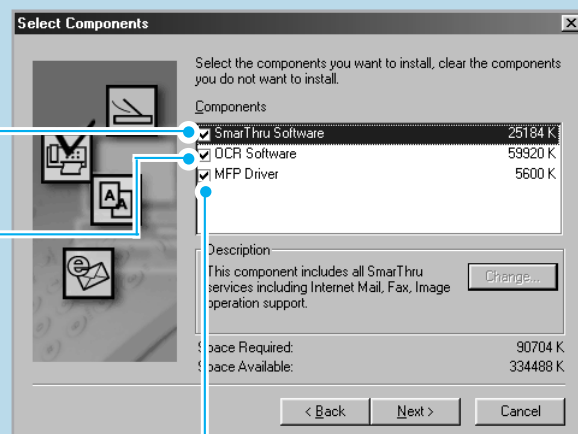 Select Components
Select the components you want to install, clear the components
you do not want to install.
Components
SmarThru Software 25184 K
OCR Software 59920 K
MFP Driver 5600 K
Description
This component includes all SmarThru
services including Internet Mail, Fax, Image
operation support.
Change...
Space Required: 90704 K
Space Available: 334488 K
< Back Next > Cancel